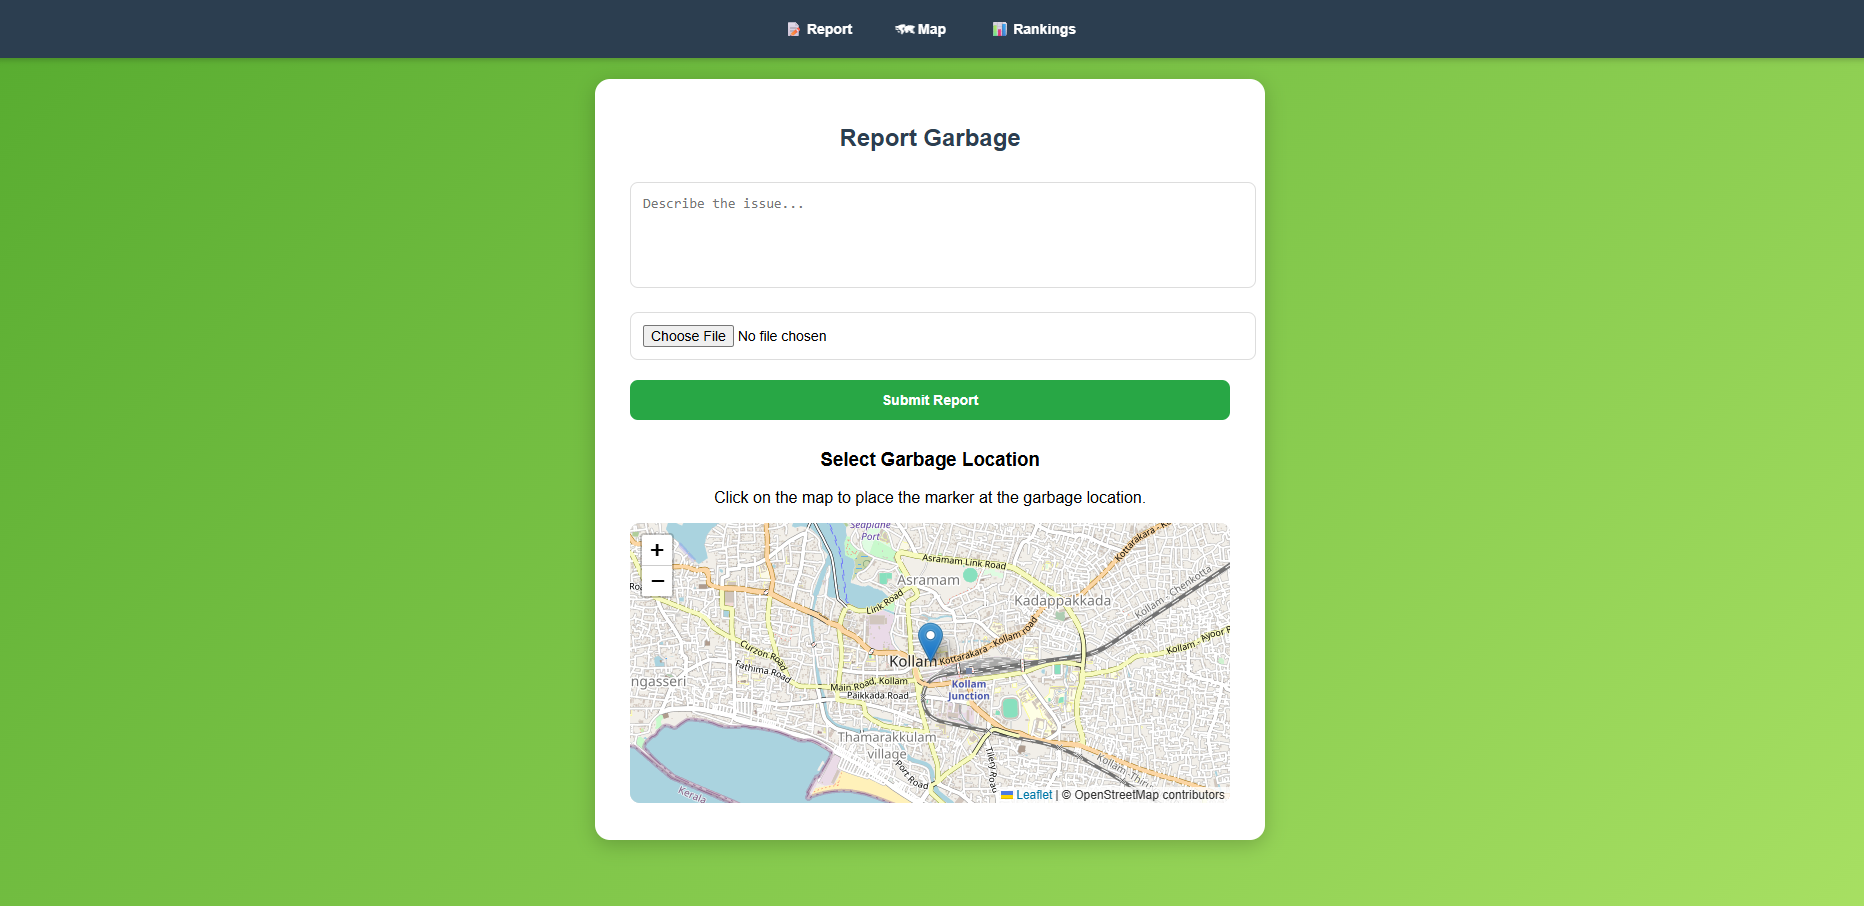 Report
Map
Rankings
Report Garbage
Describe the issue...
Choose File No file chosen
Submit Report
Select Garbage Location
Click on the map to place the marker at the garbage location.
+
−
Seaplane
Port
Asramam Link Road
Asramam
Kottarakara - Ko
Kadappakkada
Kollam - Chenkotta
Link Road
Kollam
Kottarakara - Kollam road
Kollam - Ayoor R
Curzon Road
Fathima Road
ngasseri
Main Road, Kollam
Paikkada Road
Kollam
Junction
Thamarakkulam
village
Port Road
Tilery Road
Kollam -Thiru
Kerala
Leaflet | © OpenStreetMap contributors